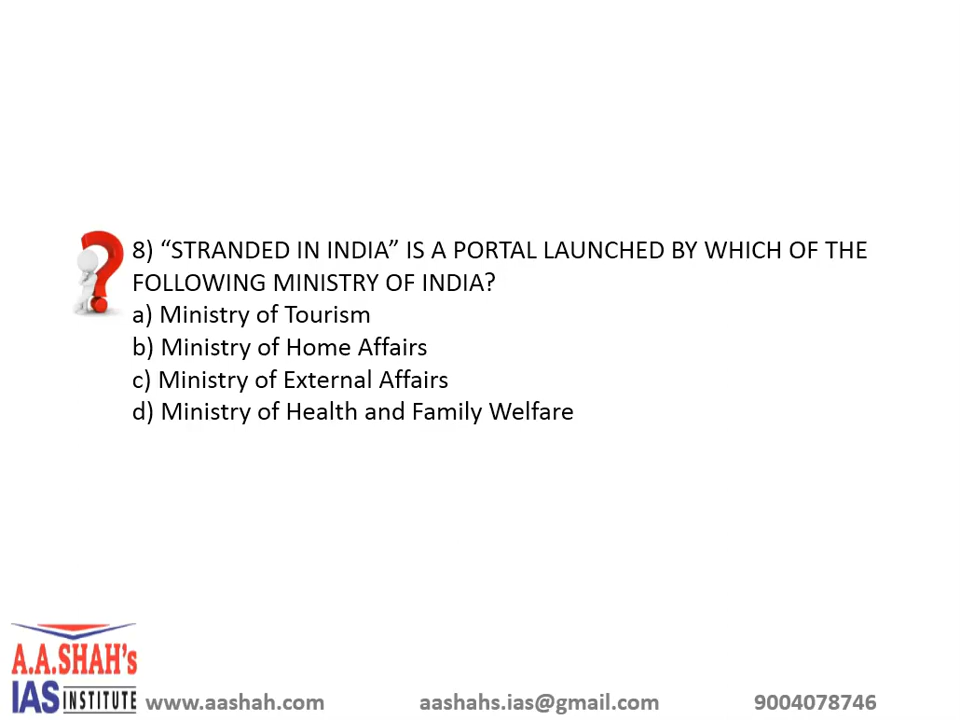 8) “STRANDED IN INDIA” IS A PORTAL LAUNCHED BY WHICH OF THE
FOLLOWING MINISTRY OF INDIA?
a) Ministry of Tourism
b) Ministry of Home Affairs
c) Ministry of External Affairs
d) Ministry of Health and Family Welfare
A.A.SHAH's
IAS INSTITUTE
www.aashah.com aashahs.ias@gmail.com 9004078746